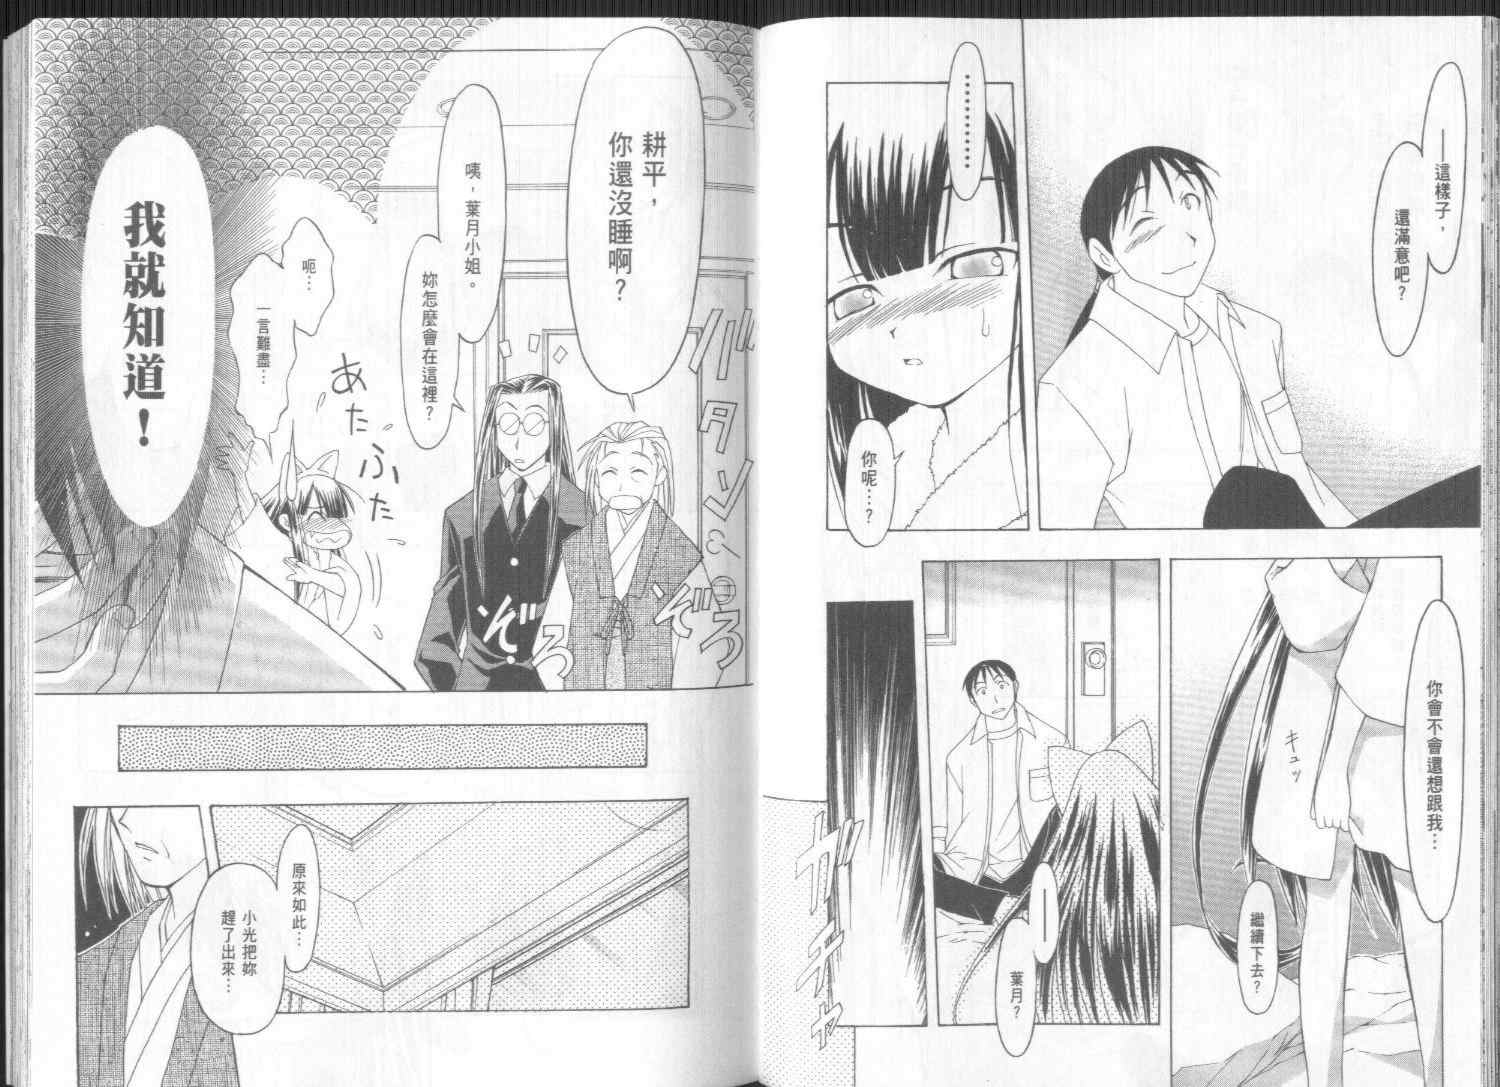 ——這樣子，
還滿意吧？
…………
你呢…？
你會不會還想跟我…
キュッ
繼續下去？
——葉月？
ガチャ
ガチャ
耕平，
你還沒睡啊？
咦，葉月小姐。
妳怎麼會在這裡？
バタン
ぞろ
ぞろ
呃…
一言難盡…
あたふた
我就知道！
原來如此…
小光把妳
趕了出來…